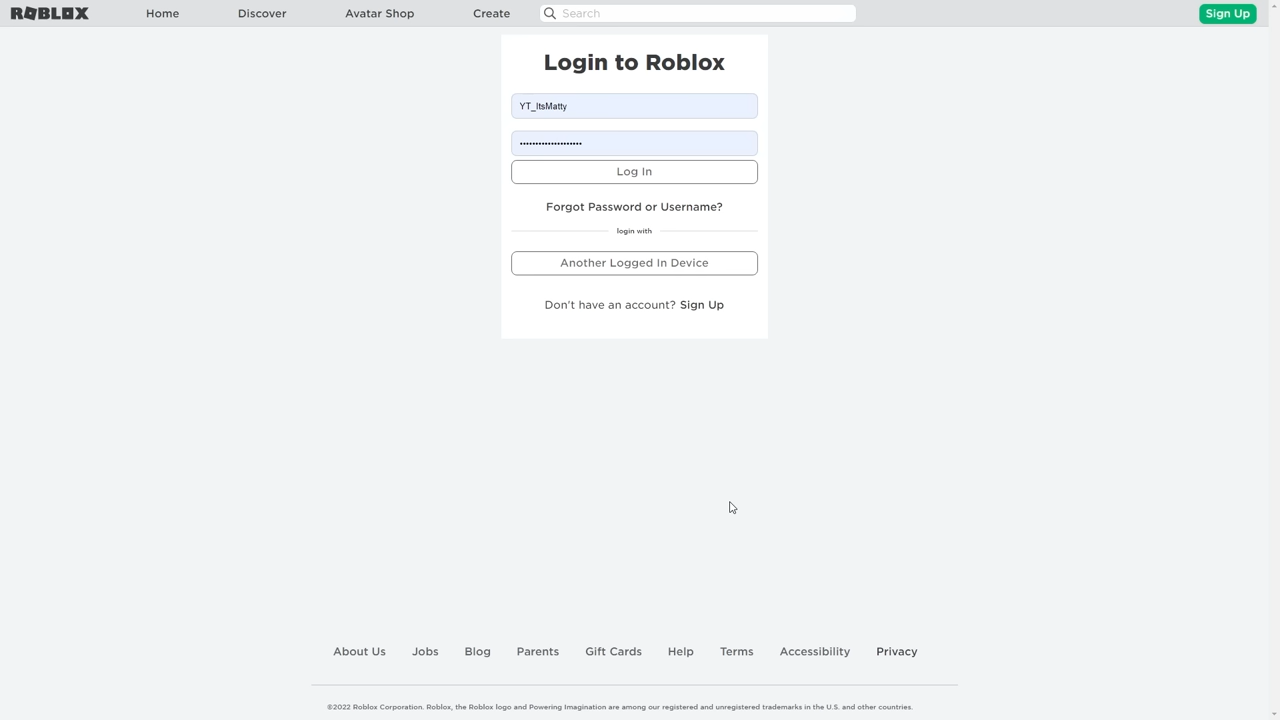 ROBLOX Home Discover Avatar Shop Create Search Sign Up
Login to Roblox
YT_ItsMatty
••••••••••••••••••••
Log In
Forgot Password or Username?
login with
Another Logged In Device
Don't have an account? Sign Up
About Us Jobs Blog Parents Gift Cards Help Terms Accessibility Privacy
©2022 Roblox Corporation. Roblox, the Roblox logo and Powering Imagination are among our registered and unregistered trademarks in the U.S. and other countries.